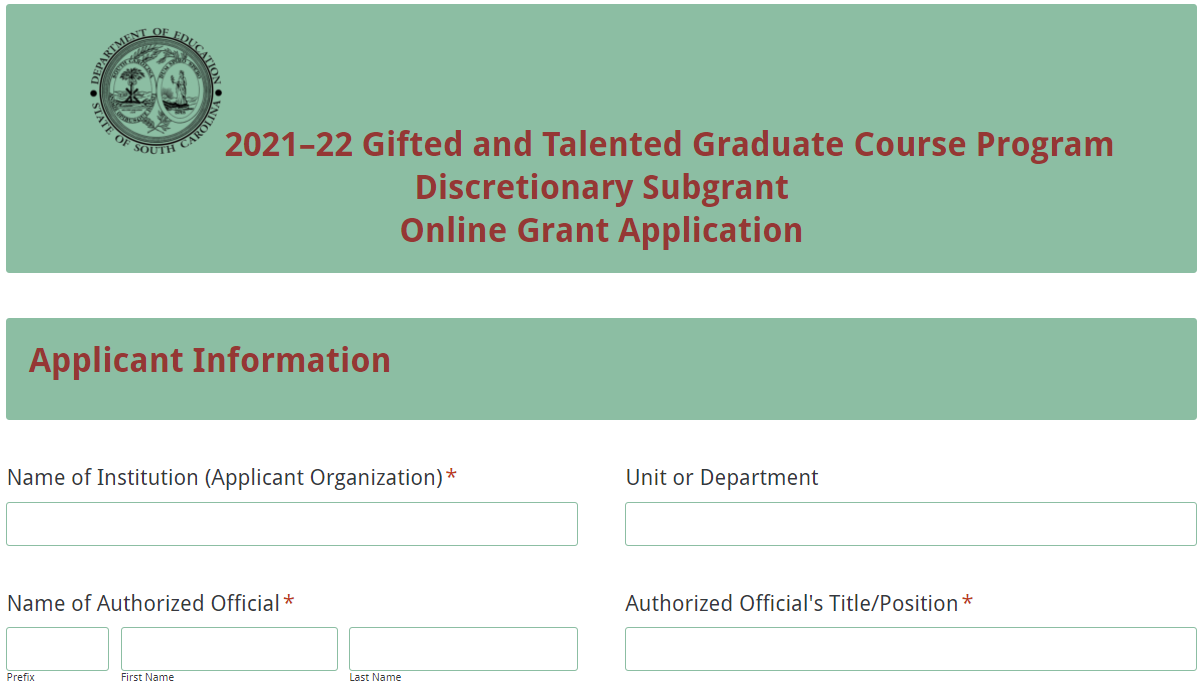 DEPARTMENT OF EDUCATION
STATE OF SOUTH CAROLINA
2021–22 Gifted and Talented Graduate Course Program
Discretionary Subgrant
Online Grant Application
Applicant Information
Name of Institution (Applicant Organization)*
Unit or Department
Name of Authorized Official*
Authorized Official's Title/Position*
Prefix
First Name
Last Name